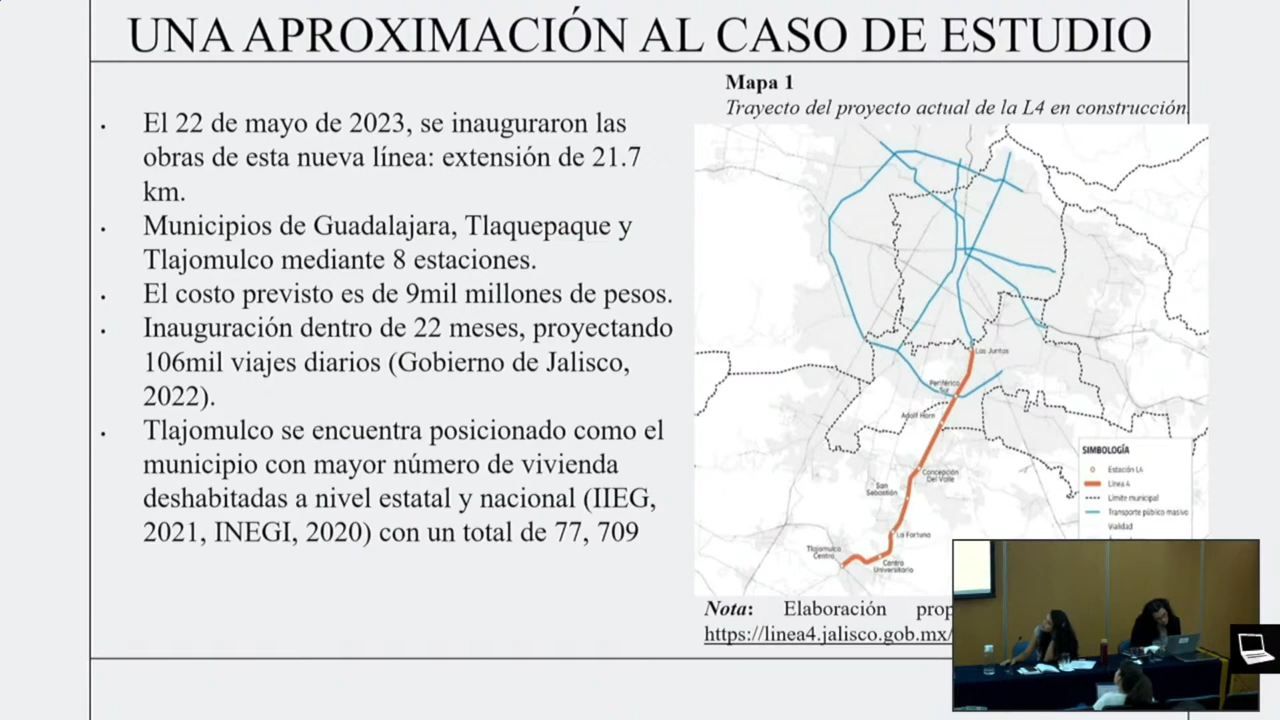 UNA APROXIMACIÓN AL CASO DE ESTUDIO
· El 22 de mayo de 2023, se inauguraron las
obras de esta nueva línea: extensión de 21.7
km.
· Municipios de Guadalajara, Tlaquepaque y
Tlajomulco mediante 8 estaciones.
· El costo previsto es de 9mil millones de pesos.
· Inauguración dentro de 22 meses, proyectando
106mil viajes diarios (Gobierno de Jalisco,
2022).
· Tlajomulco se encuentra posicionado como el
municipio con mayor número de vivienda
deshabitadas a nivel estatal y nacional (IIEG,
2021, INEGI, 2020) con un total de 77, 709
Mapa 1
Trayecto del proyecto actual de la L4 en construcción
Las Juntas
Periférico
Sur
Adolf Horn
Concepción
Del Valle
San
Sebastián
La Fortuna
Tlajomulco
Centro
Centro
Universitario
SIMBOLOGÍA
Estación L4
Línea 4
Límite municipal
Transporte público masivo
Vialidad
Nota: Elaboración
https://linea4.jalisco.gob.mx/